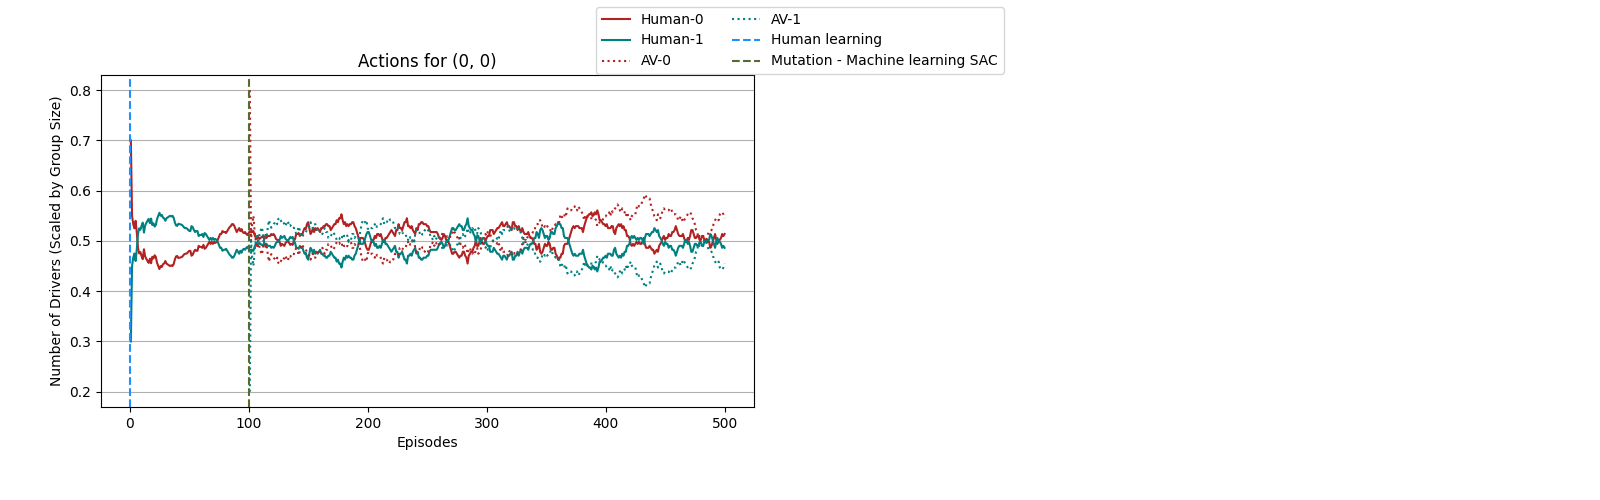 Human-0
Human-1
AV-0
AV-1
Human learning
Mutation - Machine learning SAC
Actions for (0, 0)
Number of Drivers (Scaled by Group Size)
0.8
0.7
0.6
0.5
0.4
0.3
0.2
0 100 200 300 400 500
Episodes